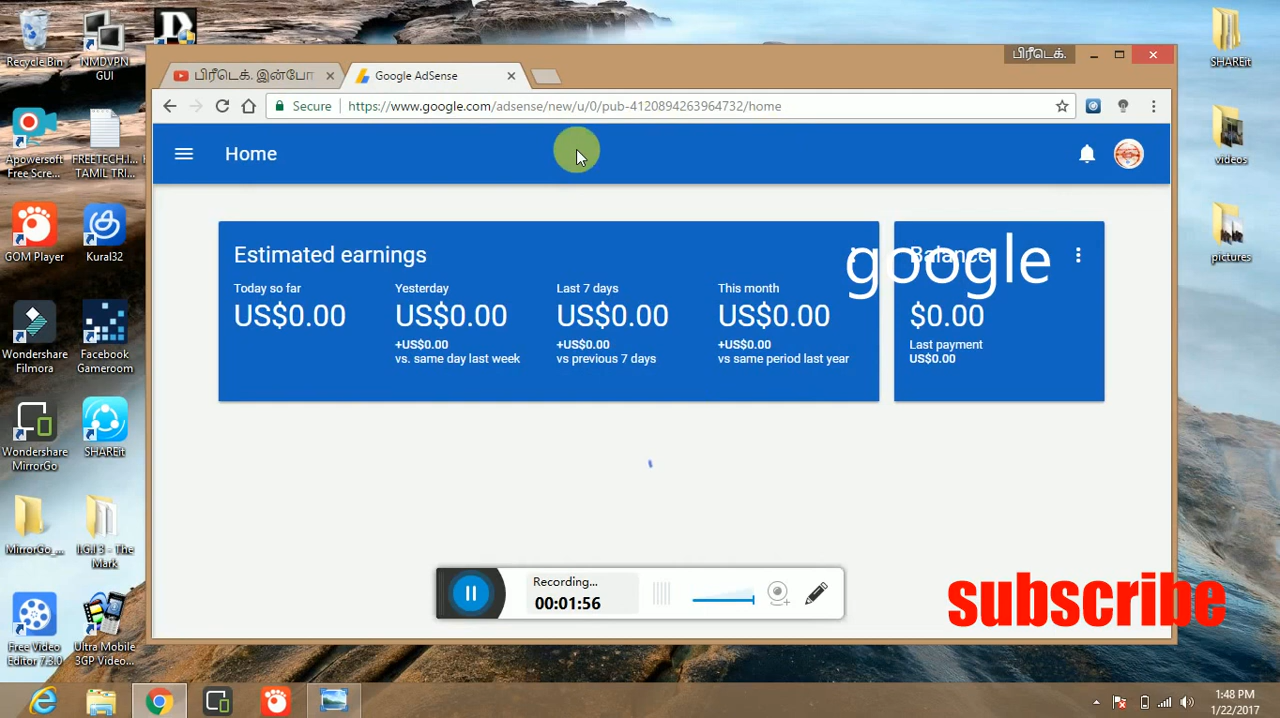 Recycle Bin
NMDVPN
GUI
Apowersoft
Free Scre...
FREETECH.I...
TAMIL TRI...
GOM Player
Kural32
Wondershare
Filmora
Facebook
Gameroom
Wondershare
MirrorGo
SHAREit
MirrorGo_...
I.G.I 3 - The
Mark
Free Video
Editor 7.3.0
Ultra Mobile
3GP Video...
பிரீடெக்.
பிரீடெக். இன்போ
Google AdSense
Secure
https://www.google.com/adsense/new/u/0/pub-4120894263964732/home
Home
Estimated earnings
Today so far
US$0.00
Yesterday
US$0.00
+US$0.00
vs. same day last week
Last 7 days
US$0.00
+US$0.00
vs previous 7 days
This month
US$0.00
+US$0.00
vs same period last year
Balance
google
$0.00
Last payment
US$0.00
Recording...
00:01:56
subscribe
SHAREit
videos
pictures
1:48 PM
1/22/2017